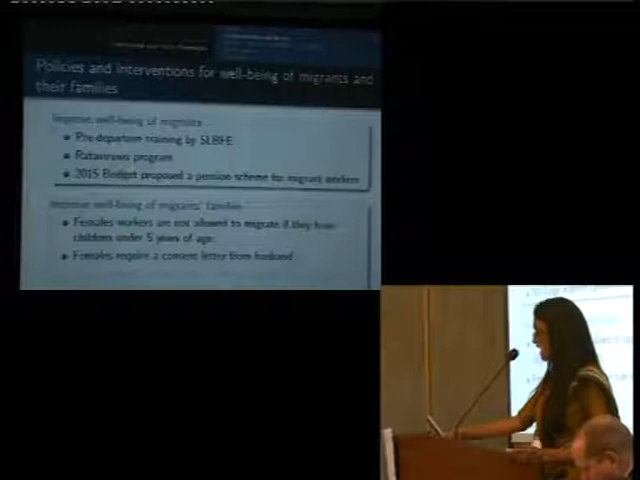 Policies and Interventions for well-being of migrants and
their families
Improve well-being of migrants
Pre-departure training by SLBFE
Rataviruwo program
2015 Budget proposed a pension scheme for migrant workers
Improve well-being of migrants' families
Females workers are not allowed to migrate if they have
children under 5 years of age
Females require a consent letter from husband